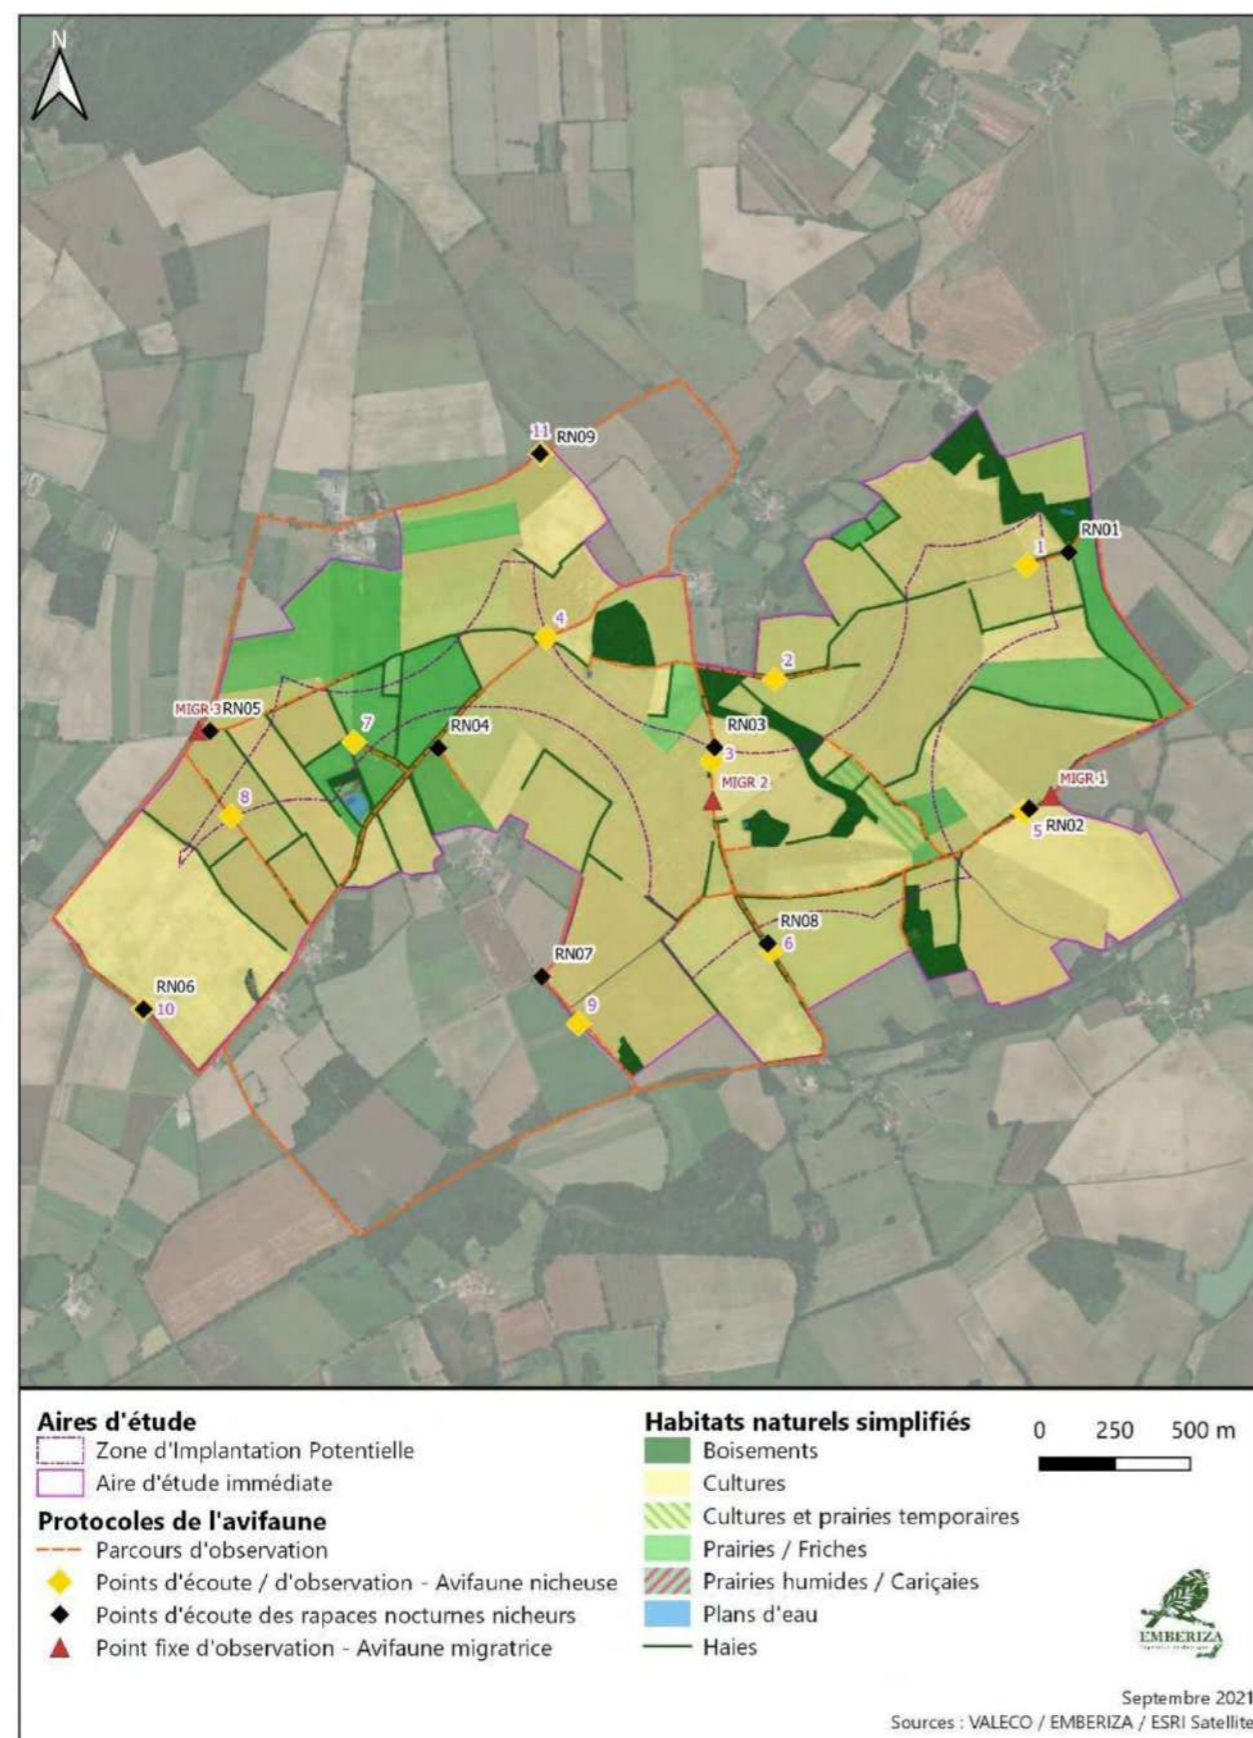 N
11
RN09
1
RN01
4
2
MIGR 3
RN05
7
RN04
RN03
3
MIGR 2
MIGR 1
8
5
RN02
RN08
6
RN07
RN06
10
9
Aires d'étude
Zone d'Implantation Potentielle
Aire d'étude immédiate
Protocoles de l'avifaune
Parcours d'observation
Points d'écoute / d'observation - Avifaune nicheuse
Points d'écoute des rapaces nocturnes nicheurs
Point fixe d'observation - Avifaune migratrice
Habitats naturels simplifiés
Boisements
Cultures
Cultures et prairies temporaires
Prairies / Friches
Prairies humides / Cariçaies
Plans d'eau
Haies
0 250 500 m
EMBERIZA
Septembre 2021
Sources : VALECO / EMBERIZA / ESRI Satellite